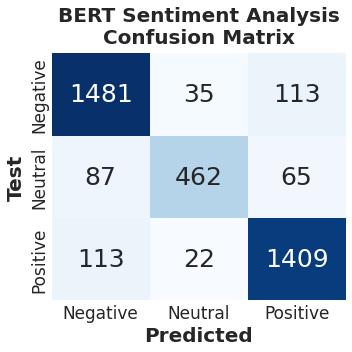 BERT Sentiment Analysis
Confusion Matrix
Test
Negative 1481 35 113
Neutral 87 462 65
Positive 113 22 1409
Negative Neutral Positive
Predicted